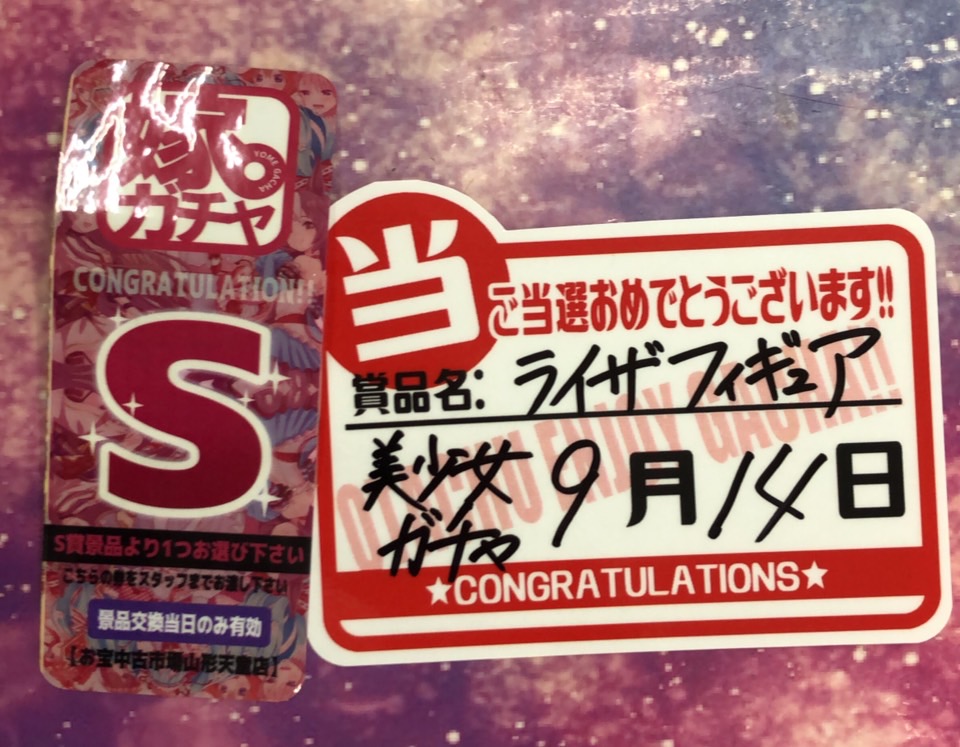 嫁
YOME GACHA
ガチャ
CONGRATULATION!!
S
S賞景品より1つお選び下さい
こちらの券をスタッフまでお渡し下さい
景品交換当日のみ有効
【お宝中古市場山形天童店】
当
ご当選おめでとうございます!!
賞品名: ライザフィギュア
美少女
ガチャ
9月14日
★CONGRATULATIONS★